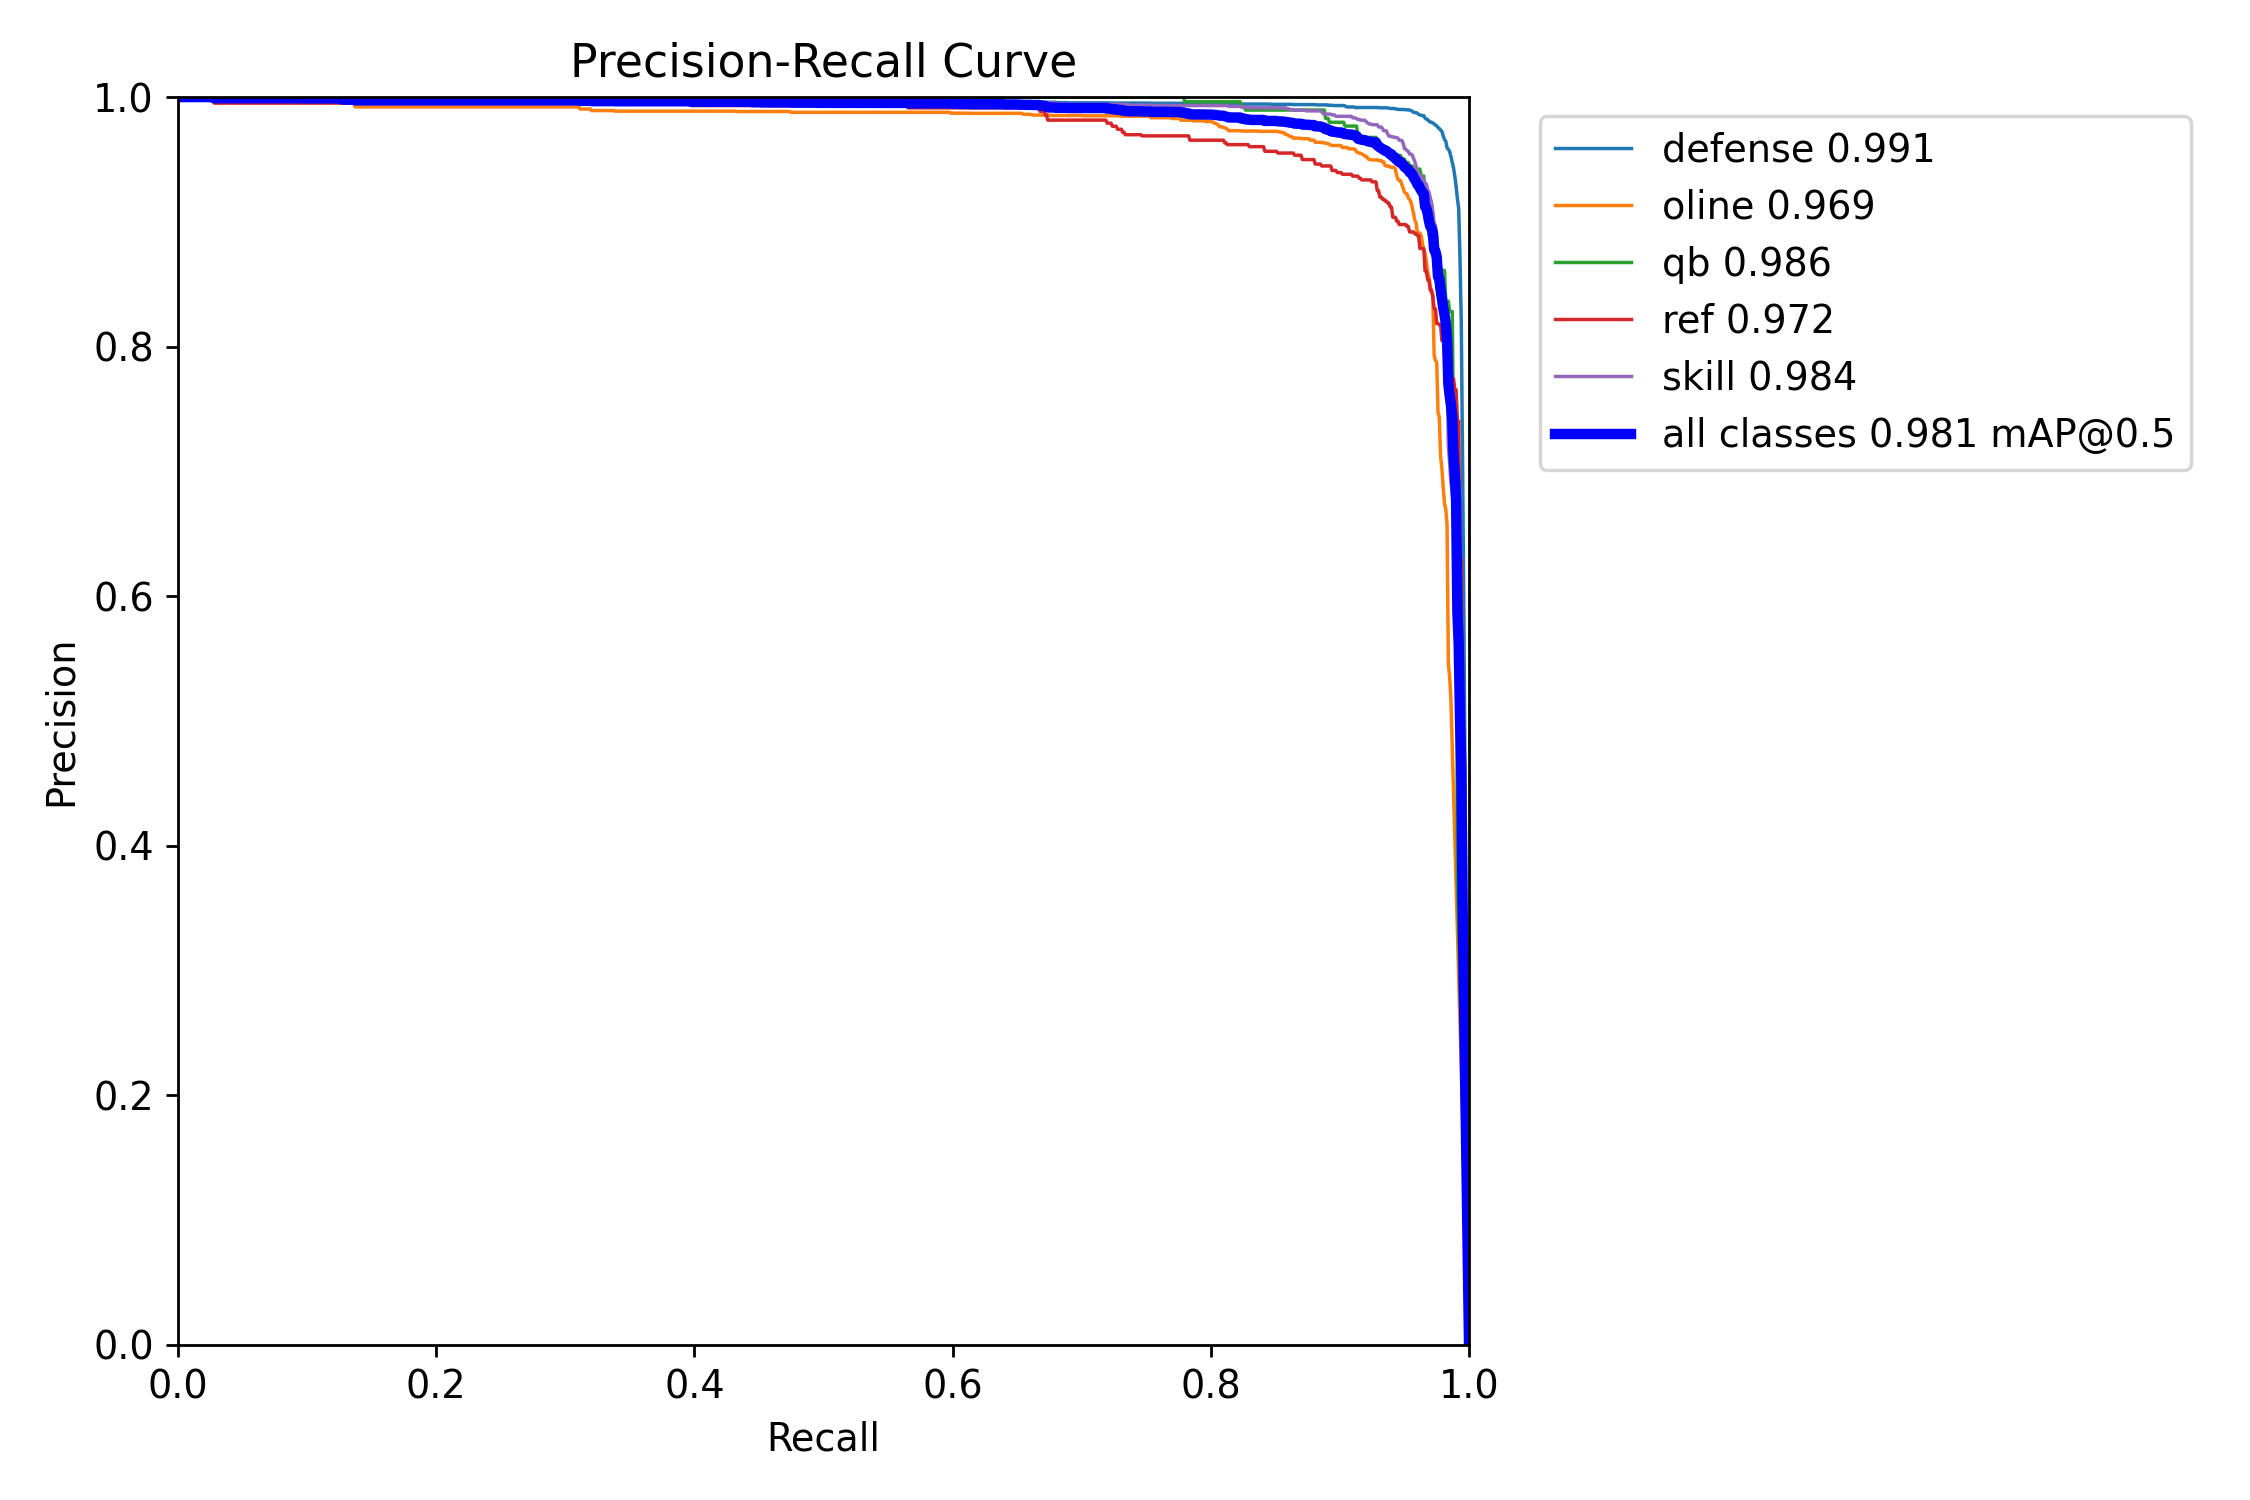 Precision-Recall Curve
1.0
0.8
0.6
0.4
0.2
0.0
Precision
0.0 0.2 0.4 0.6 0.8 1.0
Recall
defense 0.991
oline 0.969
qb 0.986
ref 0.972
skill 0.984
all classes 0.981 mAP@0.5